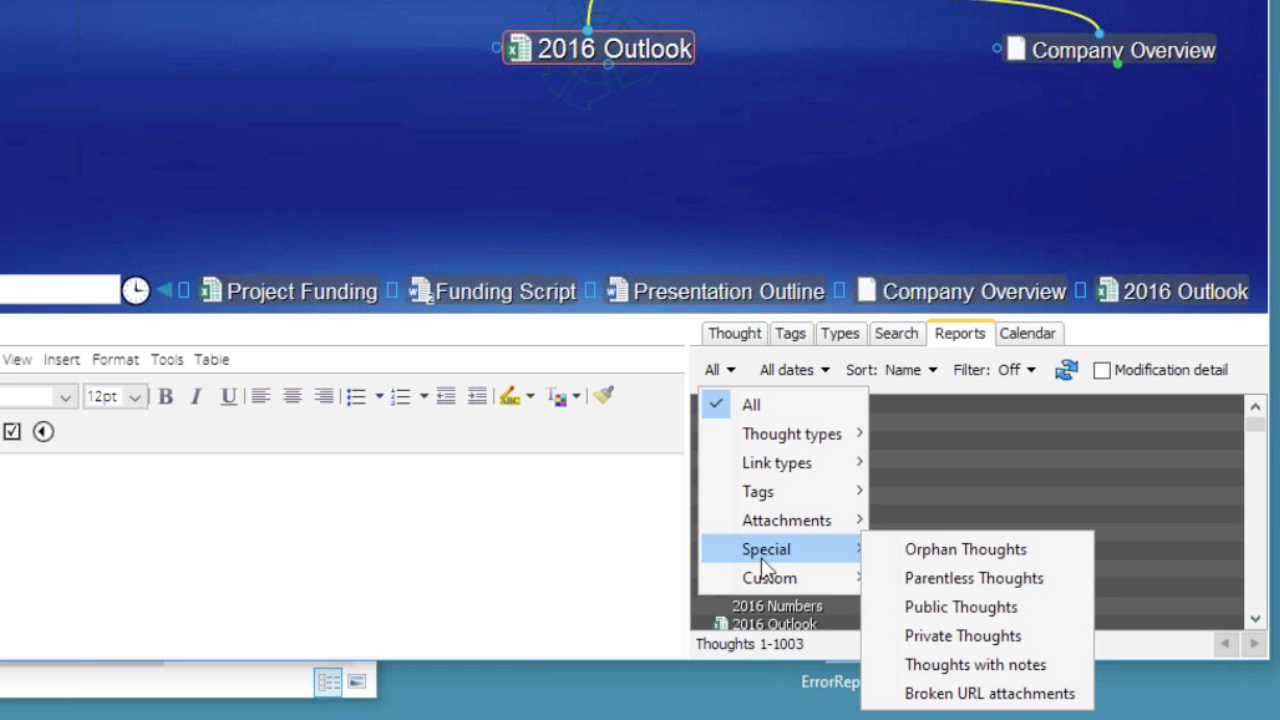 2016 Outlook
Company Overview
Project Funding
Funding Script
Presentation Outline
Company Overview
2016 Outlook
Thought Tags Types Search Reports Calendar
View Insert Format Tools Table
All All dates Sort: Name Filter: Off Modification detail
12pt B I U ABC T
All
Thought types
Link types
Tags
Attachments
Special
Custom
Orphan Thoughts
Parentless Thoughts
Public Thoughts
Private Thoughts
Thoughts with notes
Broken URL attachments
2016 Numbers
2016 Outlook
Thoughts 1-1003
ErrorRep